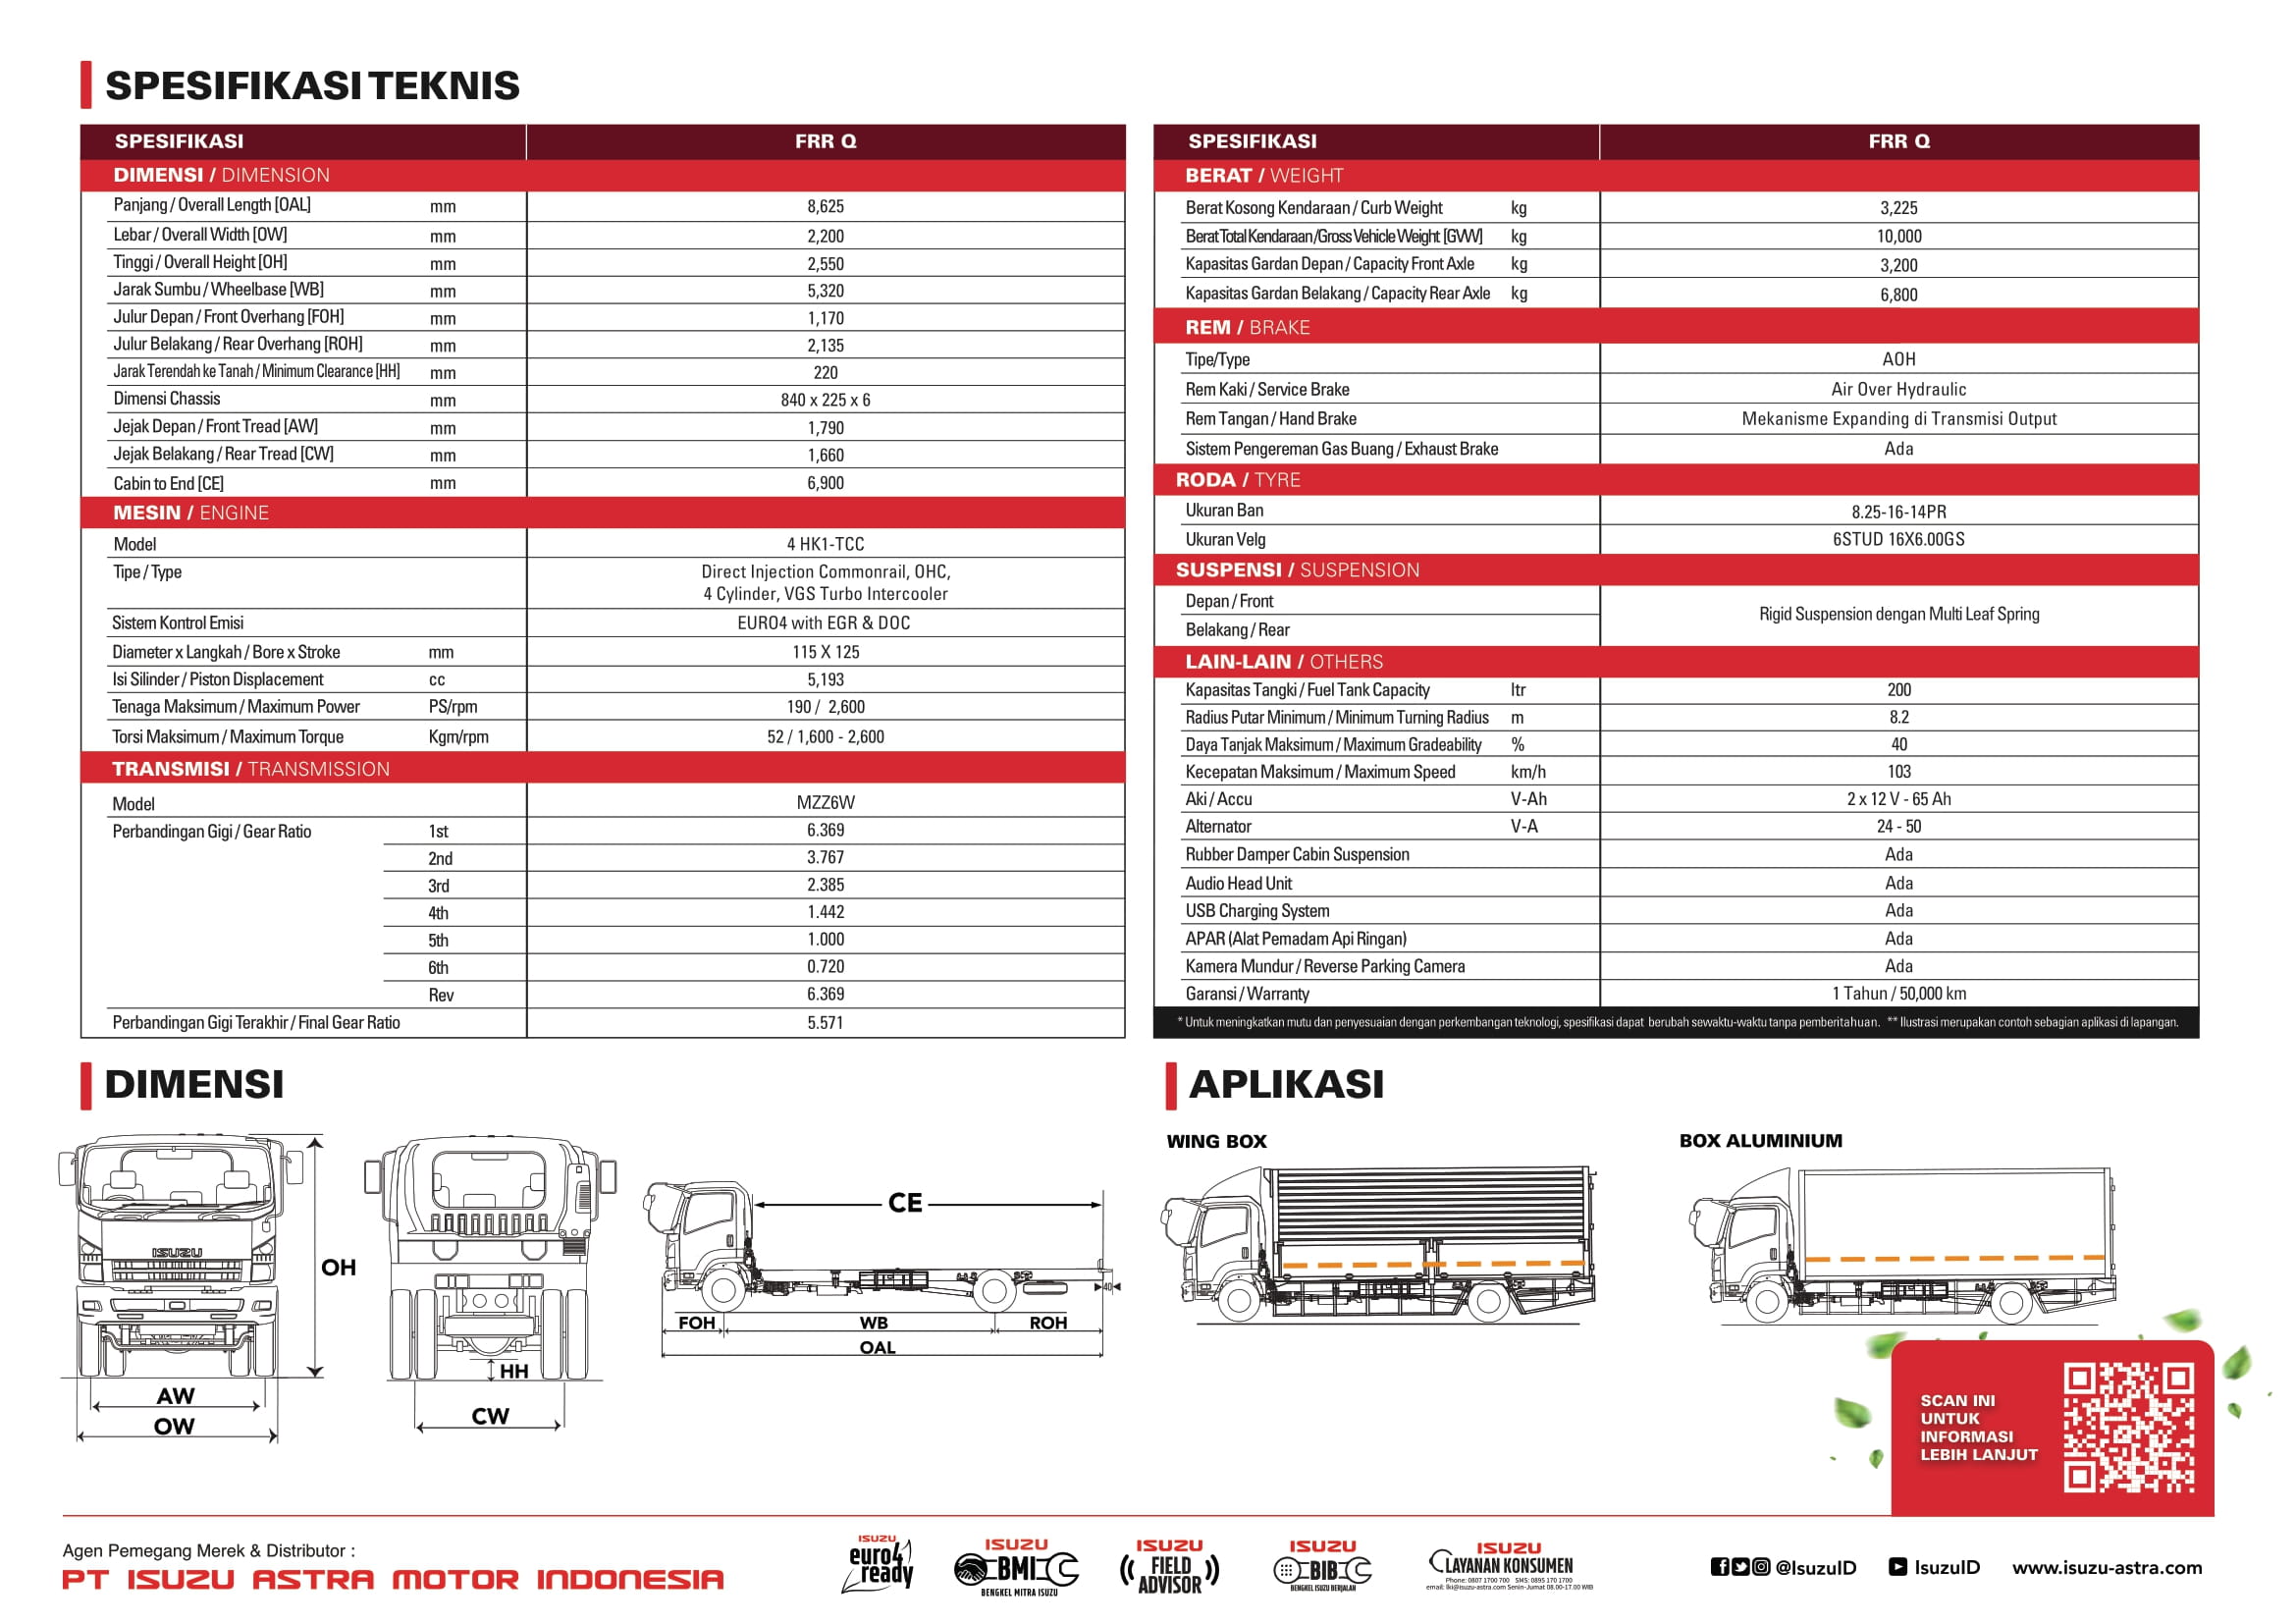 SPESIFIKASI TEKNIS
SPESIFIKASI FRR Q
DIMENSI / DIMENSION
Panjang / Overall Length [OAL] mm 8,625
Lebar / Overall Width [OW] mm 2,200
Tinggi / Overall Height [OH] mm 2,550
Jarak Sumbu / Wheelbase [WB] mm 5,320
Julur Depan / Front Overhang [FOH] mm 1,170
Julur Belakang / Rear Overhang [ROH] mm 2,135
Jarak Terendah ke Tanah / Minimum Clearance [HH] mm 220
Dimensi Chassis mm 840 x 225 x 6
Jejak Depan / Front Tread [AW] mm 1,790
Jejak Belakang / Rear Tread [CW] mm 1,660
Cabin to End [CE] mm 6,900
MESIN / ENGINE
Model 4 HK1-TCC
Tipe / Type Direct Injection Commonrail, OHC,
4 Cylinder, VGS Turbo Intercooler
Sistem Kontrol Emisi EURO4 with EGR & DOC
Diameter x Langkah / Bore x Stroke mm 115 X 125
Isi Silinder / Piston Displacement cc 5,193
Tenaga Maksimum / Maximum Power PS/rpm 190 / 2,600
Torsi Maksimum / Maximum Torque Kgm/rpm 52 / 1,600 - 2,600
TRANSMISI / TRANSMISSION
Model MZZ6W
Perbandingan Gigi / Gear Ratio 1st 6.369
2nd 3.767
3rd 2.385
4th 1.442
5th 1.000
6th 0.720
Rev 6.369
Perbandingan Gigi Terakhir / Final Gear Ratio 5.571
SPESIFIKASI FRR Q
BERAT / WEIGHT
Berat Kosong Kendaraan / Curb Weight kg 3,225
Berat Total Kendaraan /Gross Vehicle Weight [GVW] kg 10,000
Kapasitas Gardan Depan / Capacity Front Axle kg 3,200
Kapasitas Gardan Belakang / Capacity Rear Axle kg 6,800
REM / BRAKE
Tipe/Type AOH
Rem Kaki / Service Brake Air Over Hydraulic
Rem Tangan / Hand Brake Mekanisme Expanding di Transmisi Output
Sistem Pengereman Gas Buang / Exhaust Brake Ada
RODA / TYRE
Ukuran Ban 8.25-16-14PR
Ukuran Velg 6STUD 16X6.00GS
SUSPENSI / SUSPENSION
Depan / Front
Rigid Suspension dengan Multi Leaf Spring
Belakang / Rear
LAIN-LAIN / OTHERS
Kapasitas Tangki / Fuel Tank Capacity ltr 200
Radius Putar Minimum / Minimum Turning Radius m 8.2
Daya Tanjak Maksimum / Maximum Gradeability % 40
Kecepatan Maksimum / Maximum Speed km/h 103
Aki / Accu V-Ah 2 x 12 V - 65 Ah
Alternator V-A 24 - 50
Rubber Damper Cabin Suspension Ada
Audio Head Unit Ada
USB Charging System Ada
APAR (Alat Pemadam Api Ringan) Ada
Kamera Mundur / Reverse Parking Camera Ada
Garansi / Warranty 1 Tahun / 50,000 km
* Untuk meningkatkan mutu dan penyesuaian dengan perkembangan teknologi, spesifikasi dapat berubah sewaktu-waktu tanpa pemberitahuan. ** Ilustrasi merupakan contoh sebagian aplikasi di lapangan.
DIMENSI
ISUZU
OH
AW
OW
HH
CW
CE
40
FOH WB ROH
OAL
APLIKASI
WING BOX
BOX ALUMINIUM
SCAN INI
UNTUK
INFORMASI
LEBIH LANJUT
Agen Pemegang Merek & Distributor :
PT ISUZU ASTRA MOTOR INDONESIA
ISUZU
euro4
ready
ISUZU
BMI
BENGKEL MITRA ISUZU
ISUZU
FIELD
ADVISOR
ISUZU
BIB
BENGKEL ISUZU BERJALAN
ISUZU
LAYANAN KONSUMEN
Phone: 0807 1700 700 SMS: 0895 170 1700
email: lki@isuzu-astra.com Senin-Jumat 08.00-17.00 WIB
@IsuzuID IsuzuID www.isuzu-astra.com